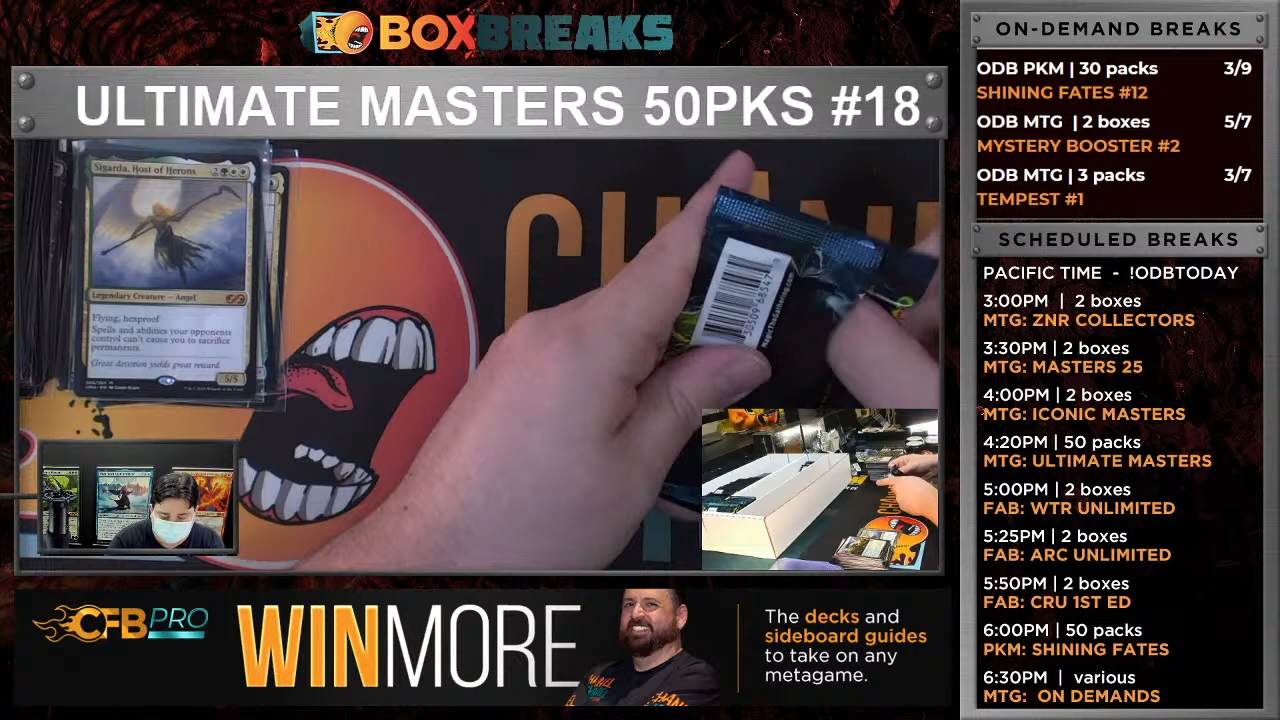 BOXBREAKS
ULTIMATE MASTERS 50PKS #18
Sigarda, Host of Herons
Legendary Creature — Angel
Flying, hexproof
Spells and abilities your opponents
control can't cause you to sacrifice
permanents.
Great devotion yields great reward.
5/5
MagicTheGathering.com
CFBPRO
WINMORE
The decks and
sideboard guides
to take on any
metagame.
ON-DEMAND BREAKS
ODB PKM | 30 packs 3/9
SHINING FATES #12
ODB MTG | 2 boxes 5/7
MYSTERY BOOSTER #2
ODB MTG | 3 packs 3/7
TEMPEST #1
SCHEDULED BREAKS
PACIFIC TIME - !ODBTODAY
3:00PM | 2 boxes
MTG: ZNR COLLECTORS
3:30PM | 2 boxes
MTG: MASTERS 25
4:00PM | 2 boxes
MTG: ICONIC MASTERS
4:20PM | 50 packs
MTG: ULTIMATE MASTERS
5:00PM | 2 boxes
FAB: WTR UNLIMITED
5:25PM | 2 boxes
FAB: ARC UNLIMITED
5:50PM | 2 boxes
FAB: CRU 1ST ED
6:00PM | 50 packs
PKM: SHINING FATES
6:30PM | various
MTG: ON DEMANDS